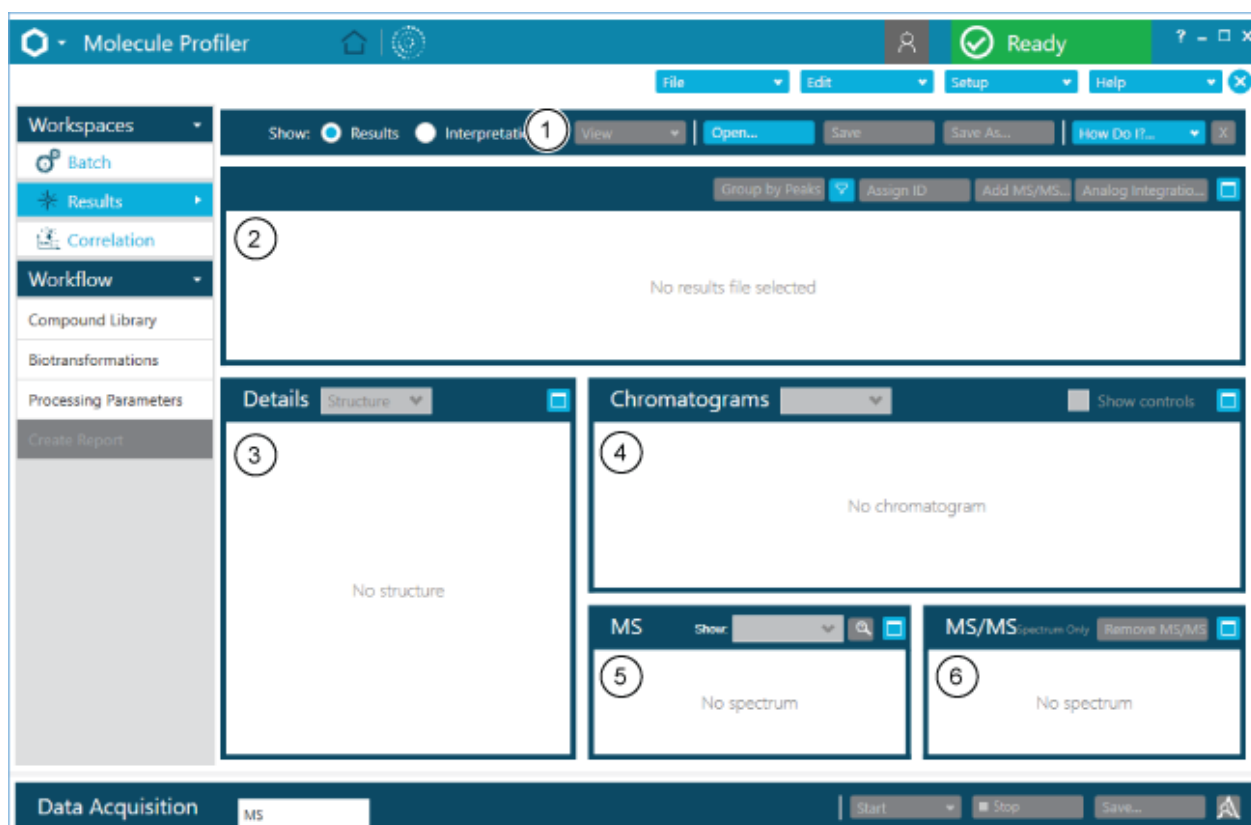 Molecule Profiler
Ready
? 
File Edit Setup Help
Workspaces
Batch
Results
Correlation
Workflow
Compound Library
Biotransformations
Processing Parameters
Create Report
Show: Results Interpretati 1 View Open... Save Save As... How Do I?... X
Group by Peaks Assign ID Add MS/MS... Analog Integratio...
2
No results file selected
Details Structure
3
No structure
Chromatograms Show controls
4
No chromatogram
MS Show:
5
No spectrum
MS/MS Spectrum Only Remove MS/MS
6
No spectrum
Data Acquisition MS Start Stop Save...